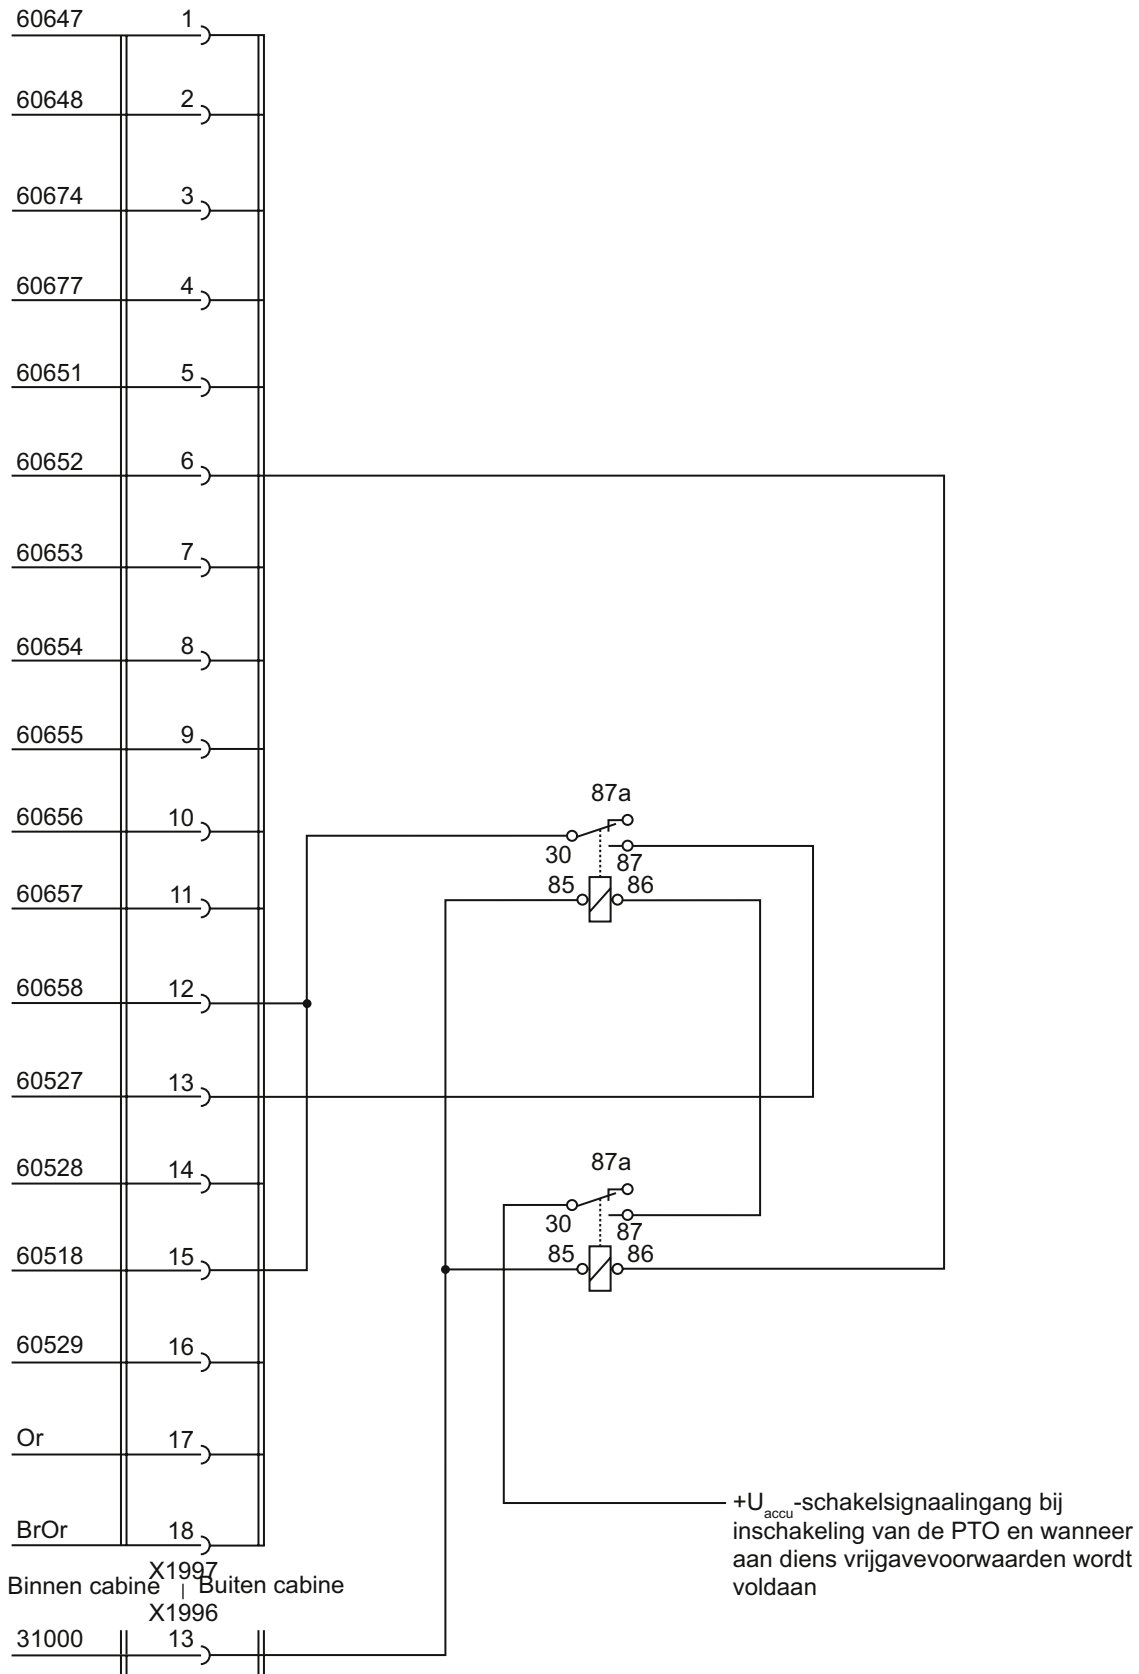 60647 1
60648 2
60674 3
60677 4
60651 5
60652 6
60653 7
60654 8
60655 9
87a
60656 10
30 87
60657 11 85 86
60658 12
60527 13
60528 14 87a
30 87
60518 15 85 86
60529 16
Or 17
+Uaccu-schakelsignaalingang bij
inschakeling van de PTO en wanneer
aan diens vrijgavevoorwaarden wordt
voldaan
BrOr 18
X1997
Binnen cabine | Buiten cabine
X1996
31000 13